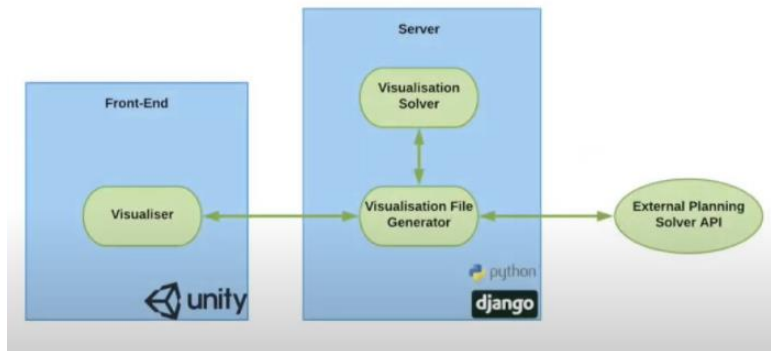 Server
Front-End
Visualisation
Solver
Visualiser
Visualisation File
Generator
External Planning
Solver API
unity
python
django